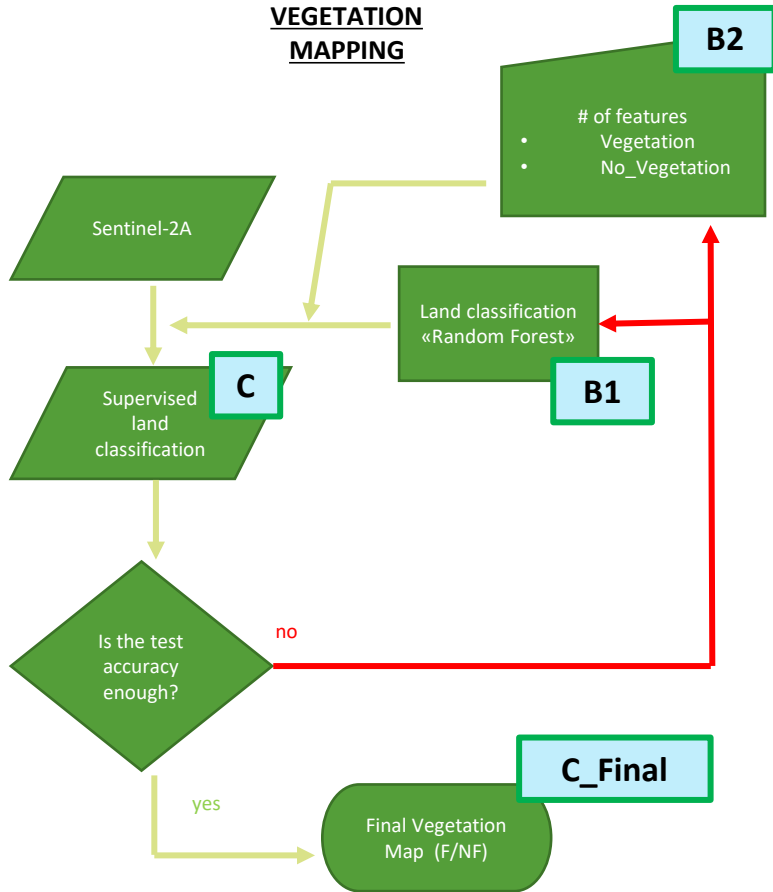 VEGETATION
MAPPING
B2
# of features
• Vegetation
• No_Vegetation
Sentinel-2A
Land classification
«Random Forest»
B1
C
Supervised
land
classification
no
Is the test
accuracy
enough?
C_Final
yes
Final Vegetation
Map (F/NF)